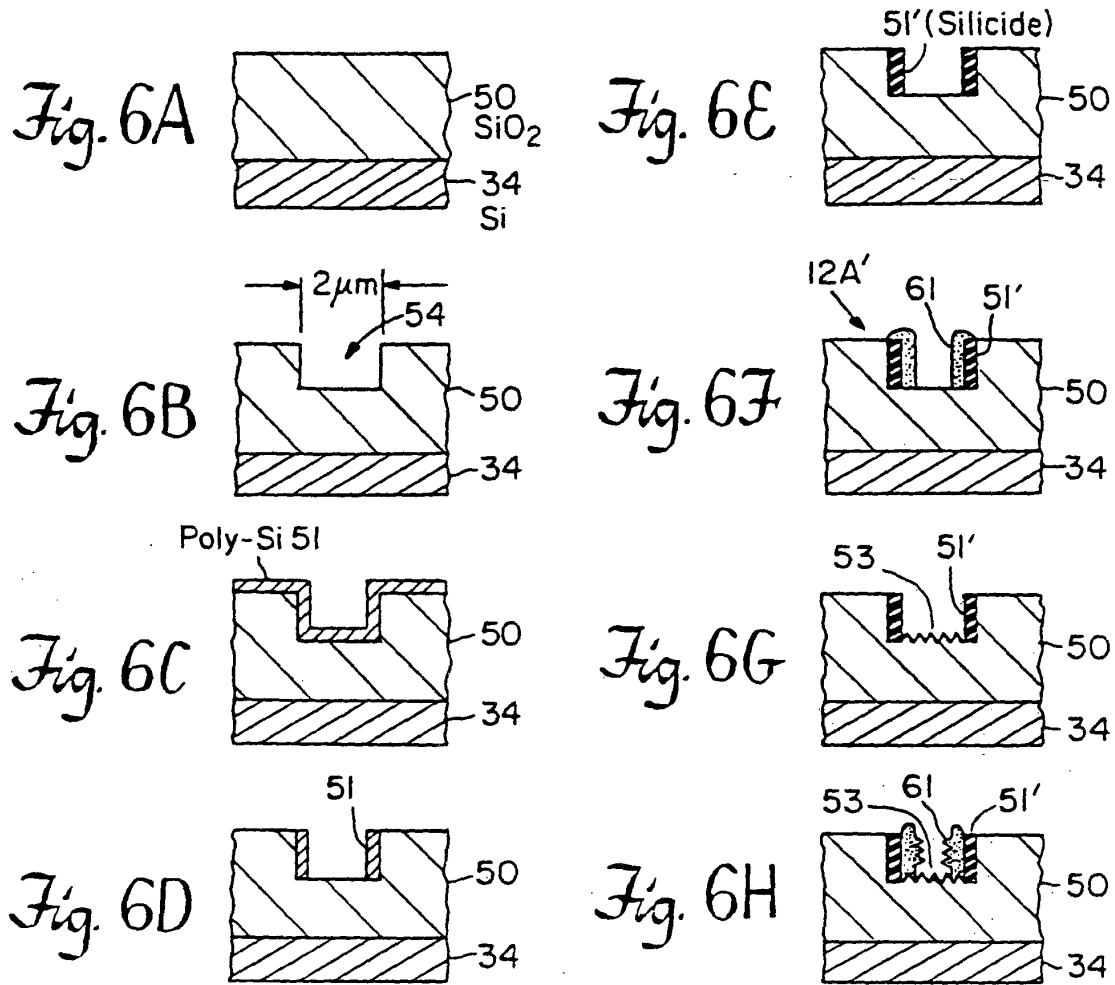 Fig. 6A
50
SiO₂
34
Si
Fig. 6B
2μm
54
50
34
Fig. 6C
Poly-Si 51
50
34
Fig. 6D
51
50
34
Fig. 6E
51′(Silicide)
50
34
Fig. 6F
12A′
61
51′
50
34
Fig. 6G
53
51′
50
34
Fig. 6H
53
61
51′
50
34